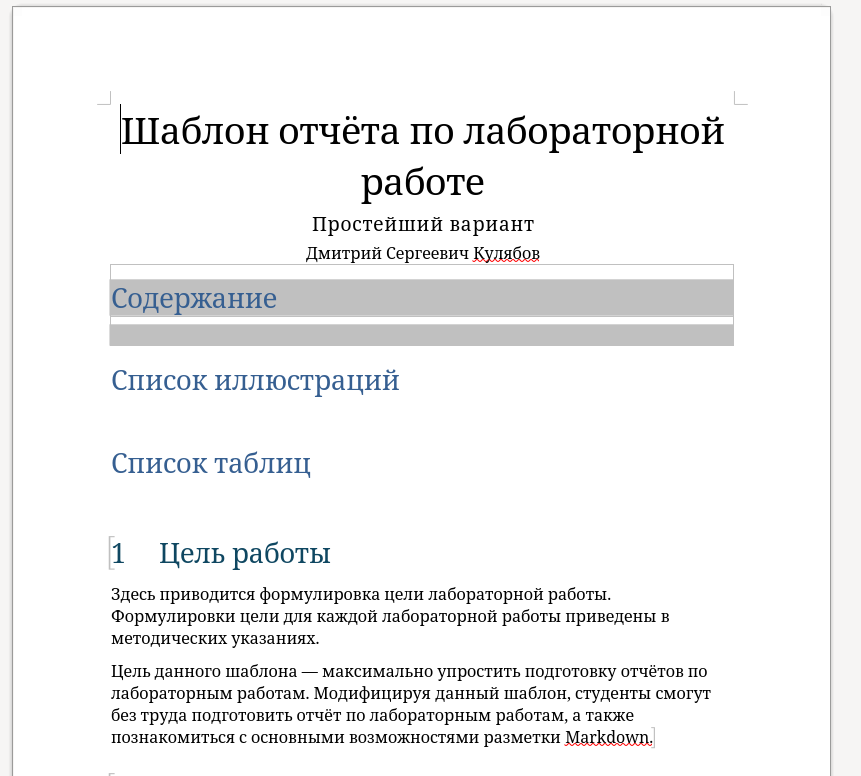 Шаблон отчёта по лабораторной
работе
Простейший вариант
Дмитрий Сергеевич Кулябов
Содержание
Список иллюстраций
Список таблиц
1 Цель работы
Здесь приводится формулировка цели лабораторной работы.
Формулировки цели для каждой лабораторной работы приведены в
методических указаниях.
Цель данного шаблона — максимально упростить подготовку отчётов по
лабораторным работам. Модифицируя данный шаблон, студенты смогут
без труда подготовить отчёт по лабораторным работам, а также
познакомиться с основными возможностями разметки Markdown.